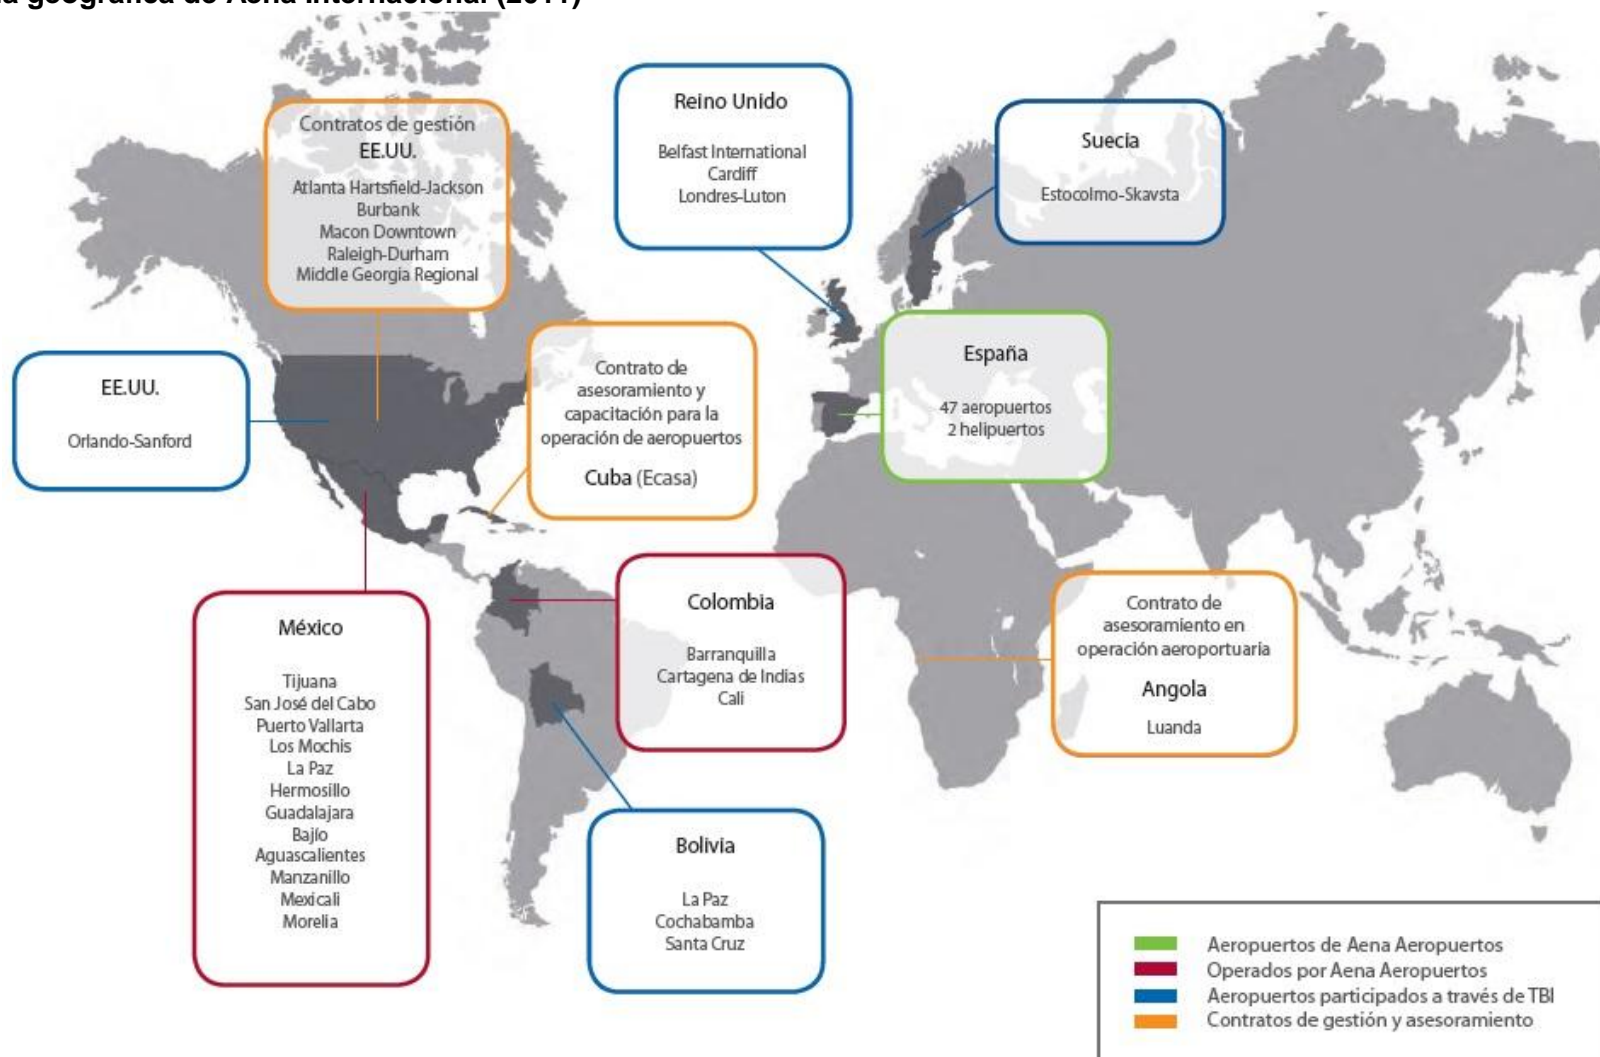 geográfica de Aena Internacional
Contratos de gestión
EE.UU.
Atlanta Hartsfield-Jackson
Burbank
Macon Downtown
Raleigh-Durham
Middle Georgia Regional
Reino Unido
Belfast International
Cardiff
Londres-Luton
Suecia
Estocolmo-Skavsta
EE.UU.
Orlando-Sanford
Contrato de
asesoramiento y
capacitación para la
operación de aeropuertos
Cuba (Ecasa)
España
47 aeropuertos
2 helipuertos
México
Tijuana
San José del Cabo
Puerto Vallarta
Los Mochis
La Paz
Hermosillo
Guadalajara
Bajío
Aguascalientes
Manzanillo
Mexicali
Morelia
Colombia
Barranquilla
Cartagena de Indias
Cali
Contrato de
asesoramiento en
operación aeroportuaria
Angola
Luanda
Bolivia
La Paz
Cochabamba
Santa Cruz
Aeropuertos de Aena Aeropuertos
Operados por Aena Aeropuertos
Aeropuertos participados a través de TBI
Contratos de gestión y asesoramiento